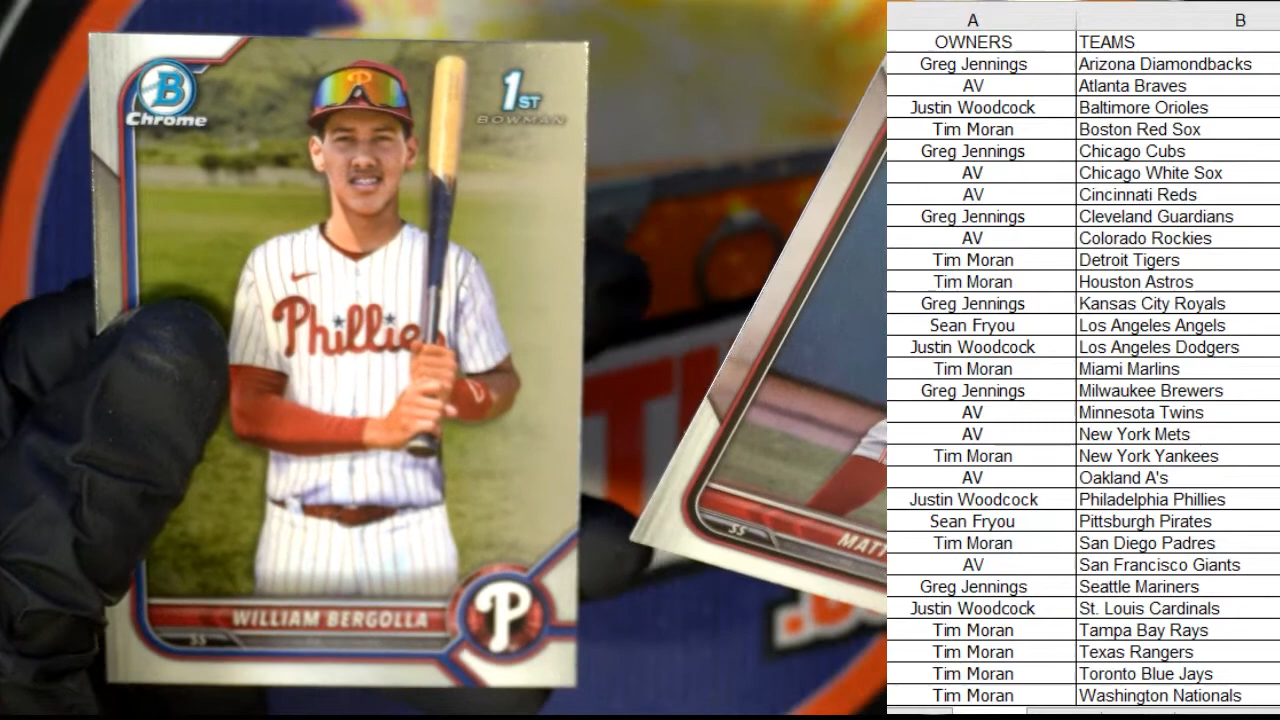 B
Chrome
1ST
BOWMAN
P
Phillies
WILLIAM BERGOLLA
SS
P
SS
MATT
A B
OWNERS TEAMS
Greg Jennings Arizona Diamondbacks
AV Atlanta Braves
Justin Woodcock Baltimore Orioles
Tim Moran Boston Red Sox
Greg Jennings Chicago Cubs
AV Chicago White Sox
AV Cincinnati Reds
Greg Jennings Cleveland Guardians
AV Colorado Rockies
Tim Moran Detroit Tigers
Tim Moran Houston Astros
Greg Jennings Kansas City Royals
Sean Fryou Los Angeles Angels
Justin Woodcock Los Angeles Dodgers
Tim Moran Miami Marlins
Greg Jennings Milwaukee Brewers
AV Minnesota Twins
AV New York Mets
Tim Moran New York Yankees
AV Oakland A's
Justin Woodcock Philadelphia Phillies
Sean Fryou Pittsburgh Pirates
Tim Moran San Diego Padres
AV San Francisco Giants
Greg Jennings Seattle Mariners
Justin Woodcock St. Louis Cardinals
Tim Moran Tampa Bay Rays
Tim Moran Texas Rangers
Tim Moran Toronto Blue Jays
Tim Moran Washington Nationals